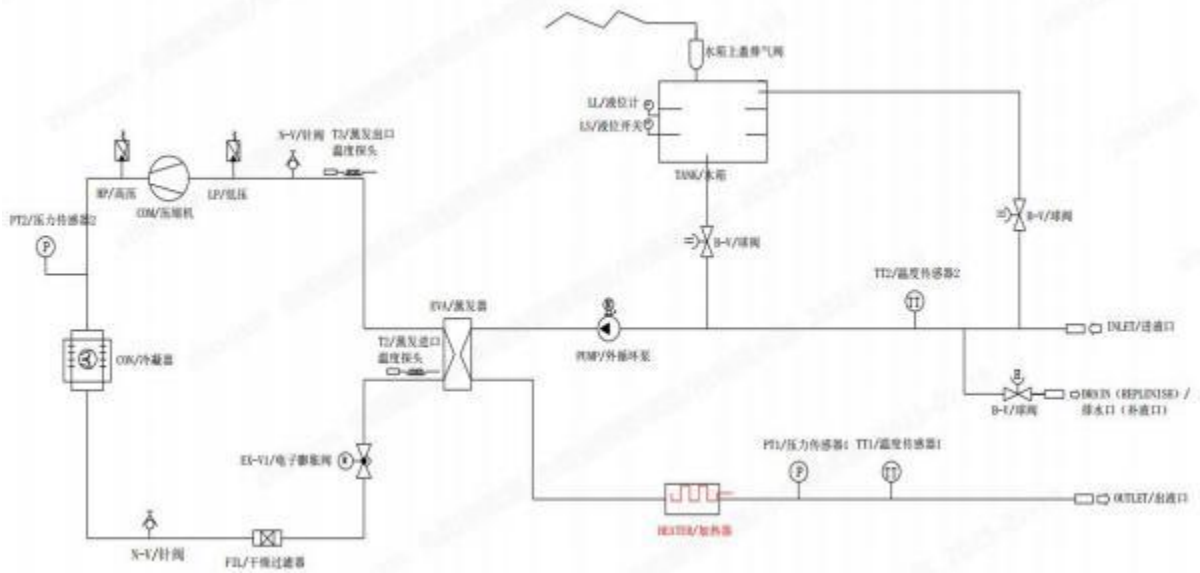 水箱上盖排气阀
LL/液位计
LS/液位开关
TANK/水箱
N-V/针阀
T3/蒸发出口
温度探头
HP/高压
COM/压缩机
LP/低压
PT2/压力传感器2
P
B-V/球阀
B-V/球阀
TT2/温度传感器2
TT
EVA/蒸发器
INLET/进液口
PUMP/外循环泵
T2/蒸发进口
温度探头
CON/冷凝器
DRAIN (REPLENISH) /
排水口（补液口）
B-V/球阀
PT1/压力传感器1
TT1/温度传感器1
EX-V1/电子膨胀阀
M
P
TT
OUTLET/出液口
HEATER/加热器
N-V/针阀
FIL/干燥过滤器